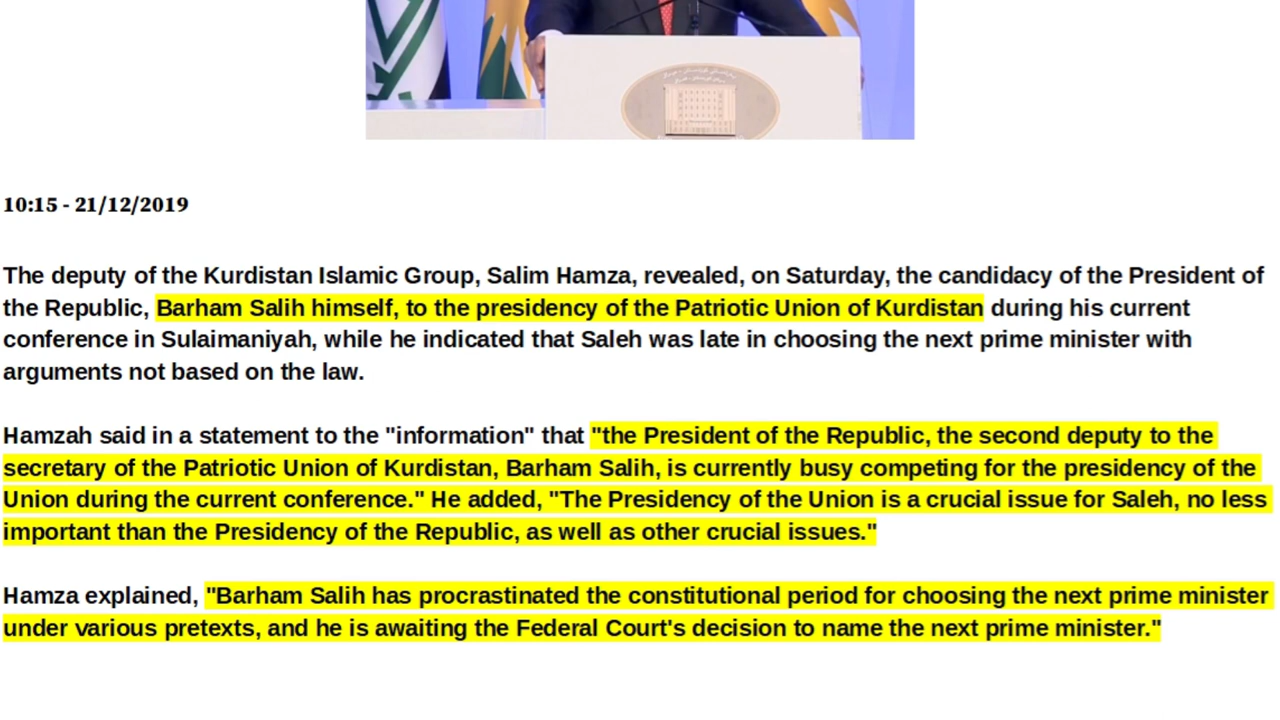 10:15 - 21/12/2019
The deputy of the Kurdistan Islamic Group, Salim Hamza, revealed, on Saturday, the candidacy of the President of
the Republic, Barham Salih himself, to the presidency of the Patriotic Union of Kurdistan during his current
conference in Sulaimaniyah, while he indicated that Saleh was late in choosing the next prime minister with
arguments not based on the law.
Hamzah said in a statement to the "information" that "the President of the Republic, the second deputy to the
secretary of the Patriotic Union of Kurdistan, Barham Salih, is currently busy competing for the presidency of the
Union during the current conference." He added, "The Presidency of the Union is a crucial issue for Saleh, no less
important than the Presidency of the Republic, as well as other crucial issues."
Hamza explained, "Barham Salih has procrastinated the constitutional period for choosing the next prime minister
under various pretexts, and he is awaiting the Federal Court's decision to name the next prime minister."